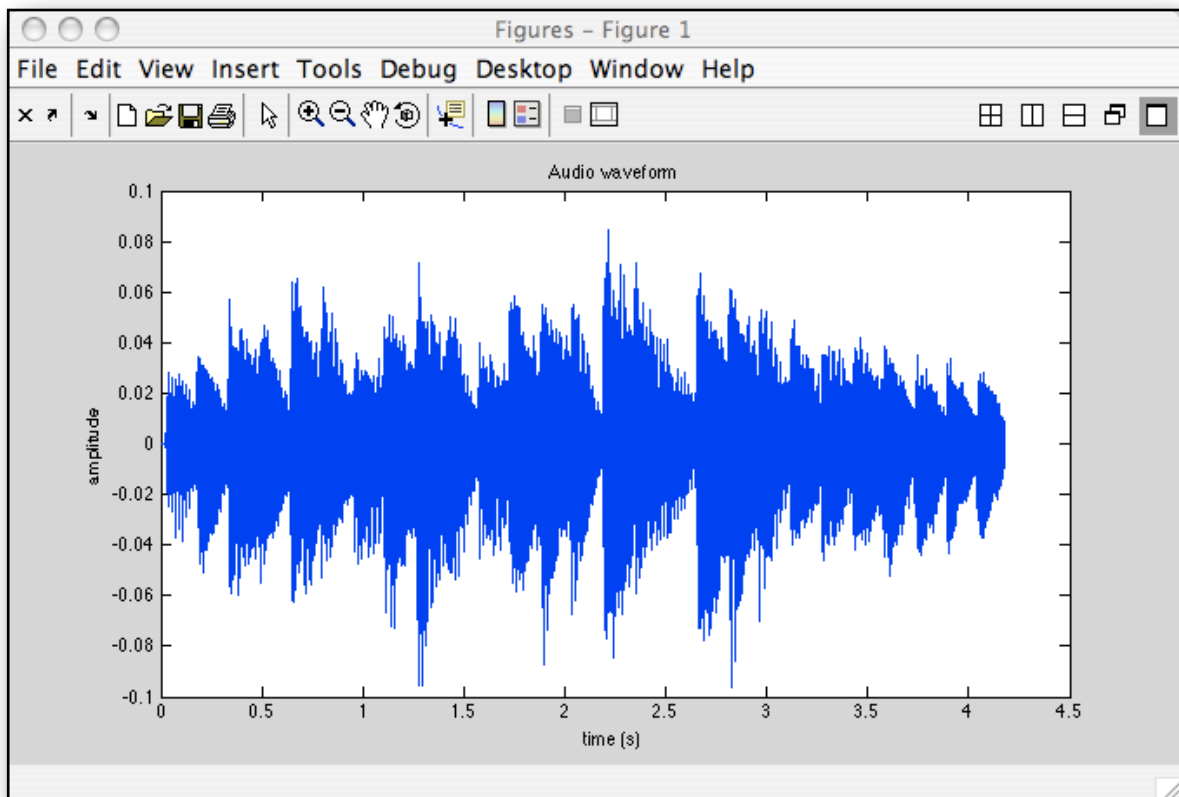 Figures – Figure 1
File Edit View Insert Tools Debug Desktop Window Help
Audio waveform
0.1
0.08
0.06
0.04
0.02
0
-0.02
-0.04
-0.06
-0.08
-0.1
amplitude
0 0.5 1 1.5 2 2.5 3 3.5 4 4.5
time (s)